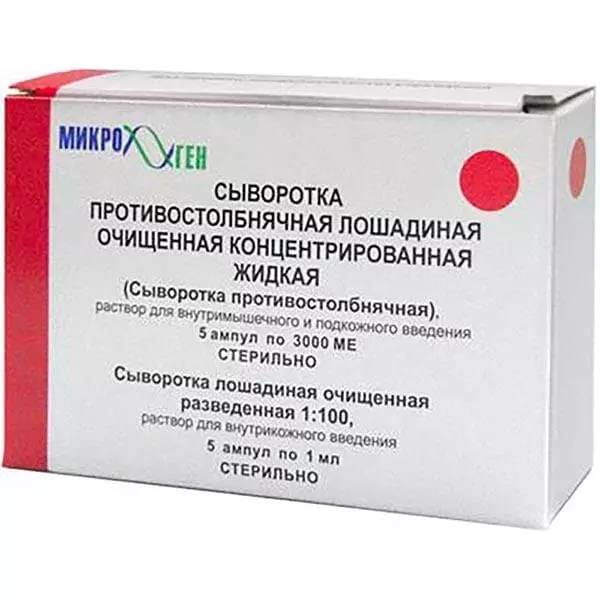 МИКРОГЕН
СЫВОРОТКА
ПРОТИВОСТОЛБНЯЧНАЯ ЛОШАДИНАЯ
ОЧИЩЕННАЯ КОНЦЕНТРИРОВАННАЯ
ЖИДКАЯ
(Сыворотка противостолбнячная),
раствор для внутримышечного и подкожного введения
5 ампул по 3000 МЕ
СТЕРИЛЬНО
Сыворотка лошадиная очищенная
разведенная 1:100,
раствор для внутрикожного введения
5 ампул по 1 мл
СТЕРИЛЬНО